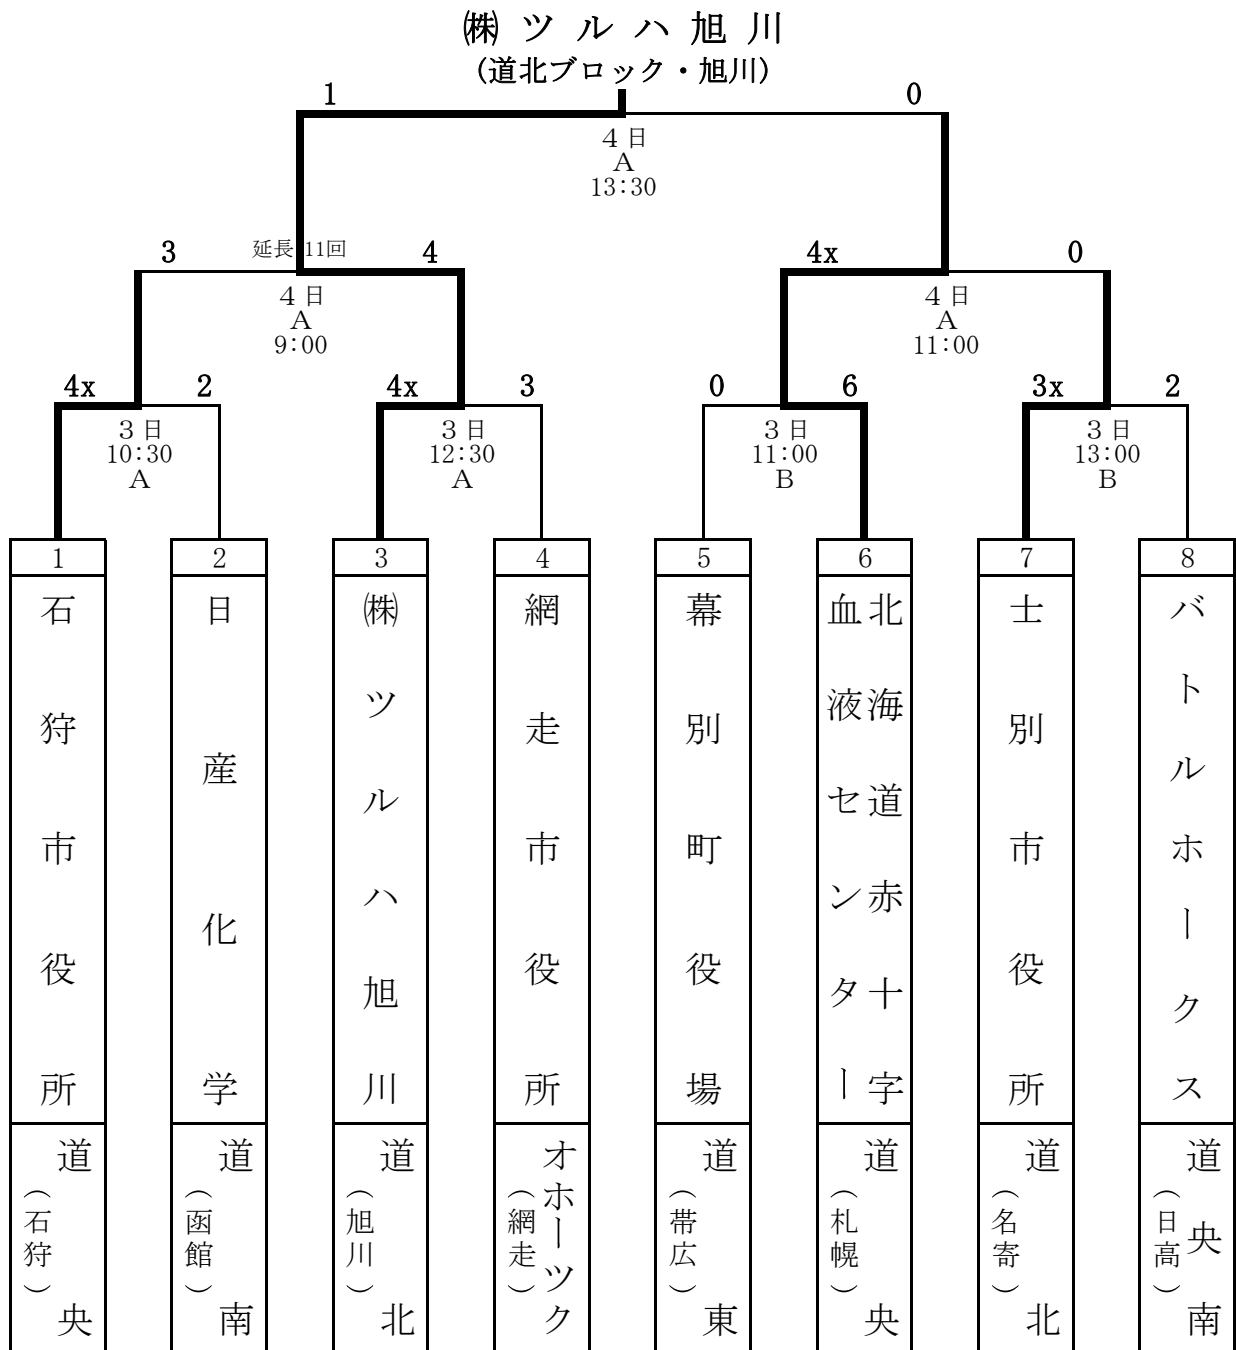 ㈱ツルハ旭川
（道北ブロック・旭川）
1
0
4日
A
13:30
3
延長 11回
4
4x
0
4日
A
9:00
4日
A
11:00
4x
2
4x
3
0
6
3x
2
3日
10:30
A
3日
12:30
A
3日
11:00
B
3日
13:00
B
1
石狩市役所
道央
（石狩）
2
日産化学
道南
（函館）
3
㈱ツルハ旭川
道北
（旭川）
4
網走市役所
オホーツク
（網走）
5
幕別町役場
道東
（帯広）
6
北海道赤十字
血液センター
道央
（札幌）
7
士別市役所
道北
（名寄）
8
バトルホークス
道央南
（日高）